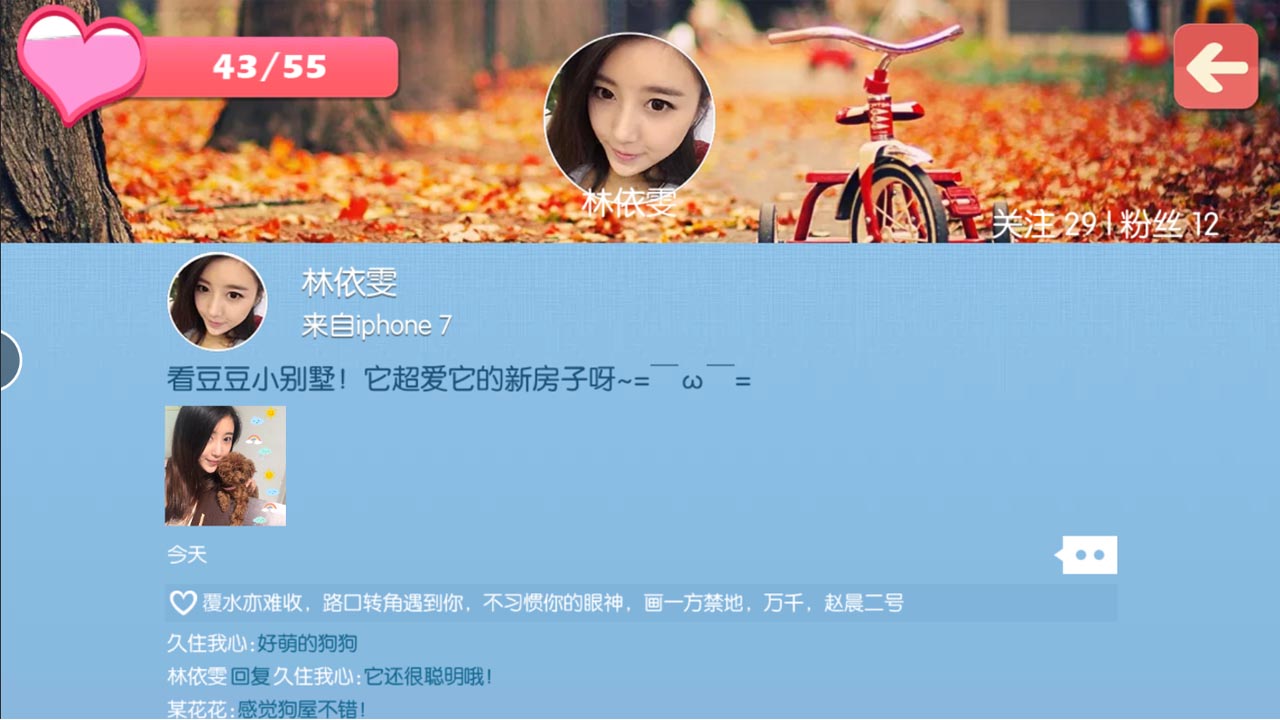 43/55
林依雯
关注 29 | 粉丝 12
林依雯
来自iphone 7
看豆豆小别墅！它超爱它的新房子呀~=￣ω￣=
今天
覆水亦难收，路口转角遇到你，不习惯你的眼神，画一方禁地，万千，赵晨二号
久住我心:好萌的狗狗
林依雯回复久住我心:它还很聪明哦！
某花花:感觉狗屋不错！